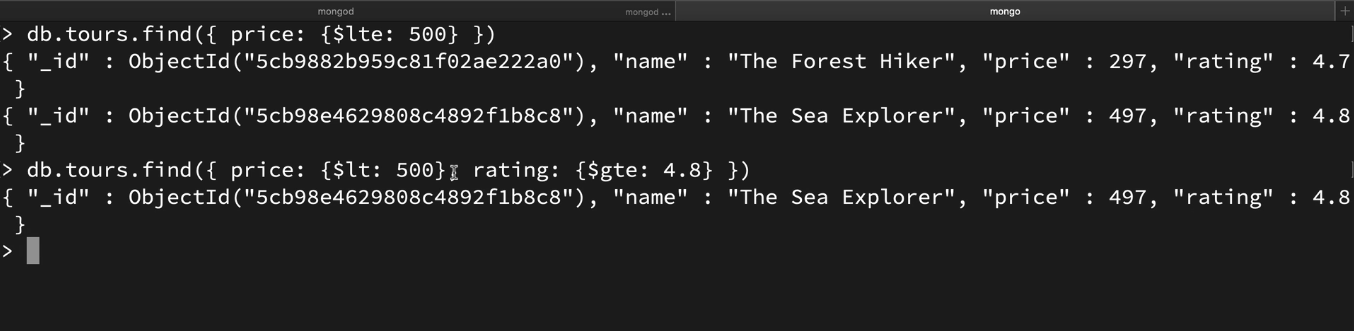 mongod mongod ... mongo +
> db.tours.find({ price: {$lte: 500} })
{ "_id" : ObjectId("5cb9882b959c81f02ae222a0"), "name" : "The Forest Hiker", "price" : 297, "rating" : 4.7
}
{ "_id" : ObjectId("5cb98e4629808c4892f1b8c8"), "name" : "The Sea Explorer", "price" : 497, "rating" : 4.8
}
> db.tours.find({ price: {$lt: 500}, rating: {$gte: 4.8} })
{ "_id" : ObjectId("5cb98e4629808c4892f1b8c8"), "name" : "The Sea Explorer", "price" : 497, "rating" : 4.8
}
>